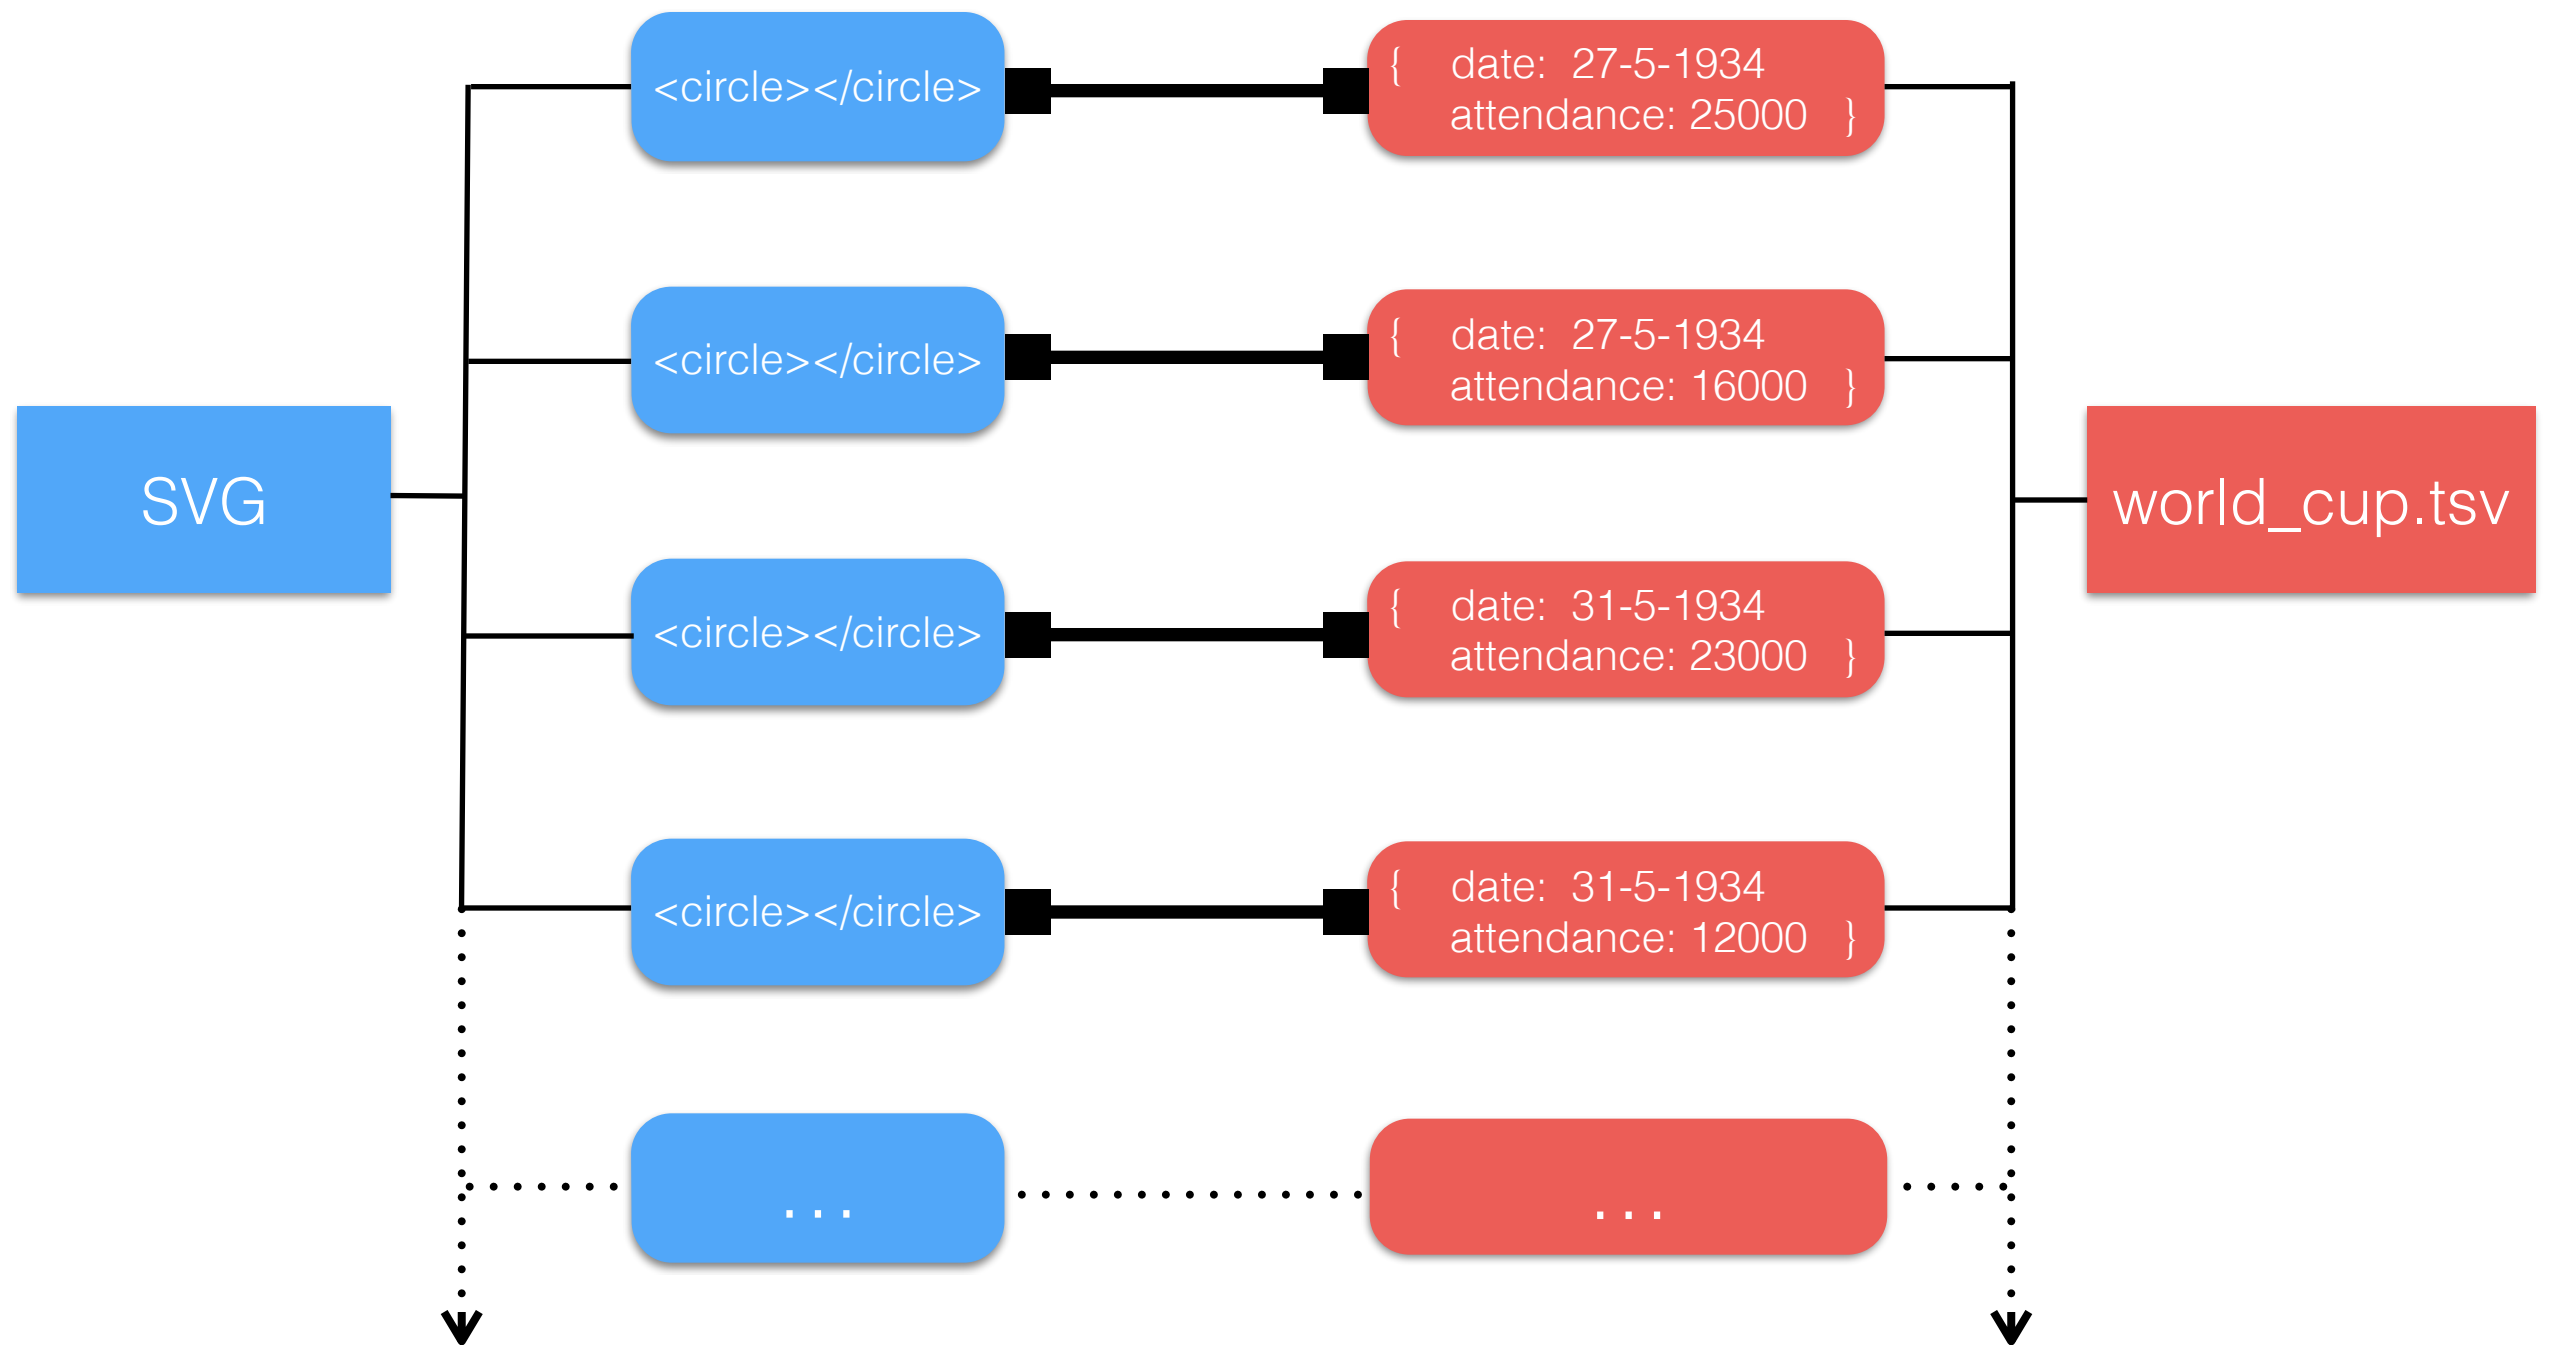 <circle></circle>
{ date: 27-5-1934
attendance: 25000 }
<circle></circle>
{ date: 27-5-1934
attendance: 16000 }
SVG
world_cup.tsv
<circle></circle>
{ date: 31-5-1934
attendance: 23000 }
<circle></circle>
{ date: 31-5-1934
attendance: 12000 }
...
...